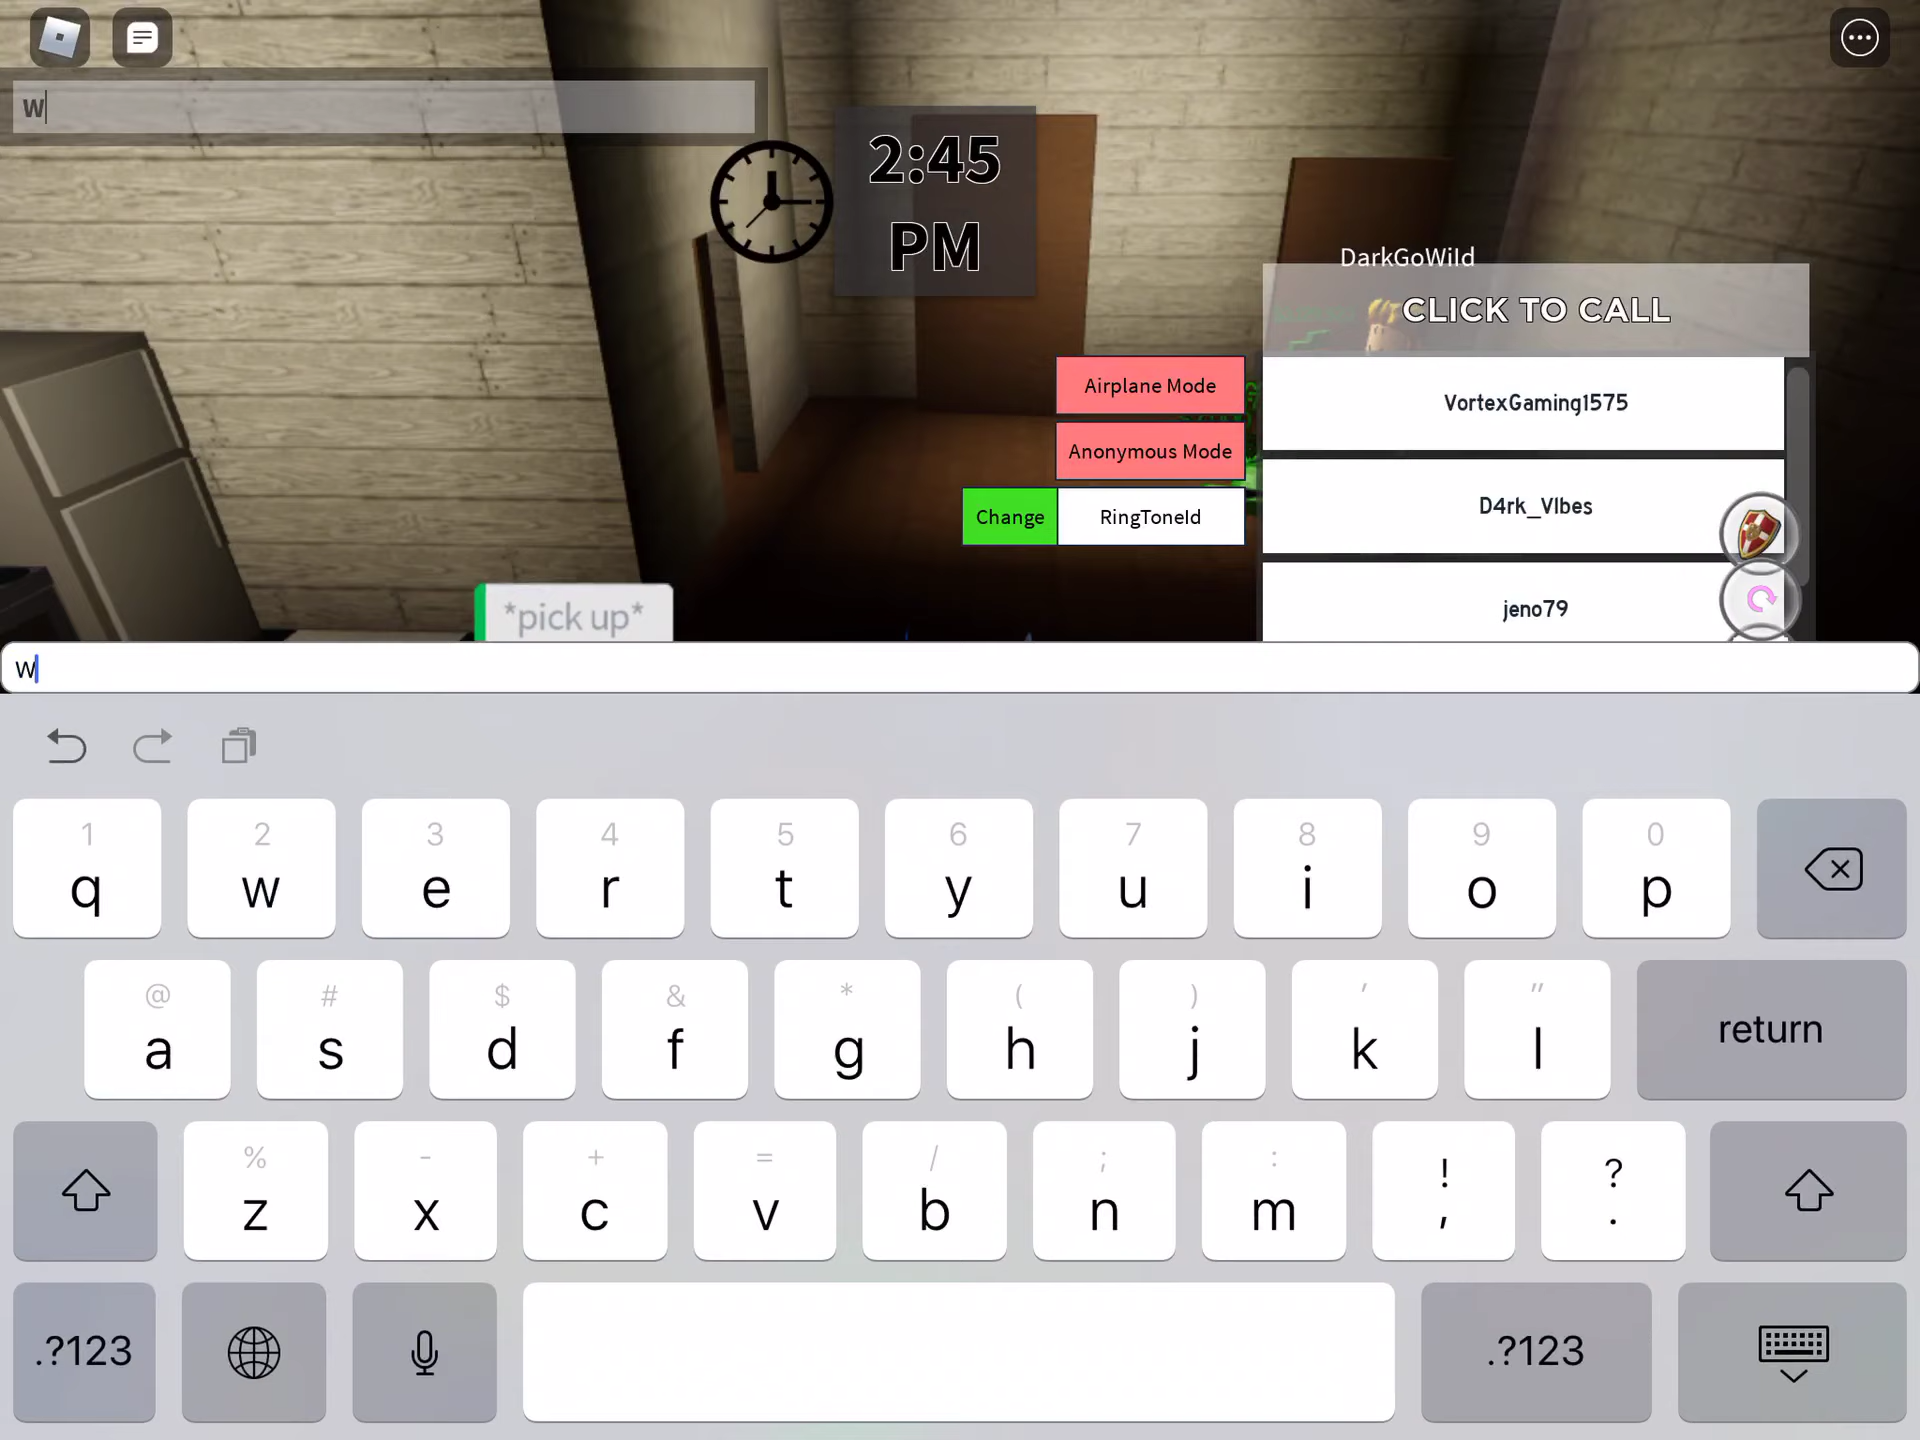 W
2:45
PM
DarkGoWild
CLICK TO CALL
Airplane Mode
VortexGaming1575
Anonymous Mode
D4rk_VIbes
Change
RingToneId
jeno79
*pick up*
W
1 2 3 4 5 6 7 8 9 0
q w e r t y u i o p
@ # $ & * ( ) ' "
a s d f g h j k l return
% - + = / ; : ! ?
z x c v b n m , .
.?123 .?123